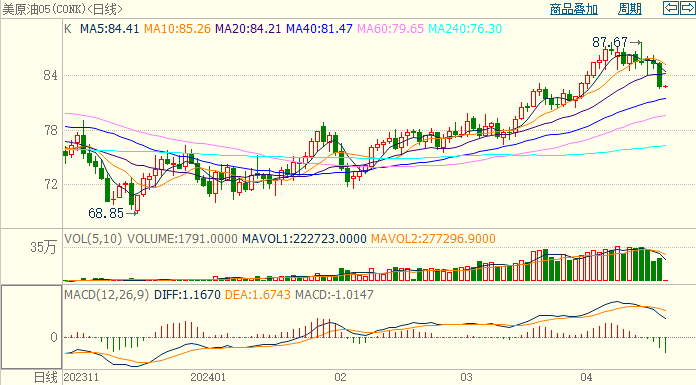 美原油05(CONK)<日线> 商品叠加 周期
K MA5:84.41 MA10:85.26 MA20:84.21 MA40:81.47 MA60:79.65 MA240:76.30
87.67
84
78
72
68.85
VOL(5,10) VOLUME:1791.0000 MAVOL1:222723.0000 MAVOL2:277296.9000
35万
MACD(12,26,9) DIFF:1.1670 DEA:1.6743 MACD:-1.0147
0
日线 202311 202401 02 03 04